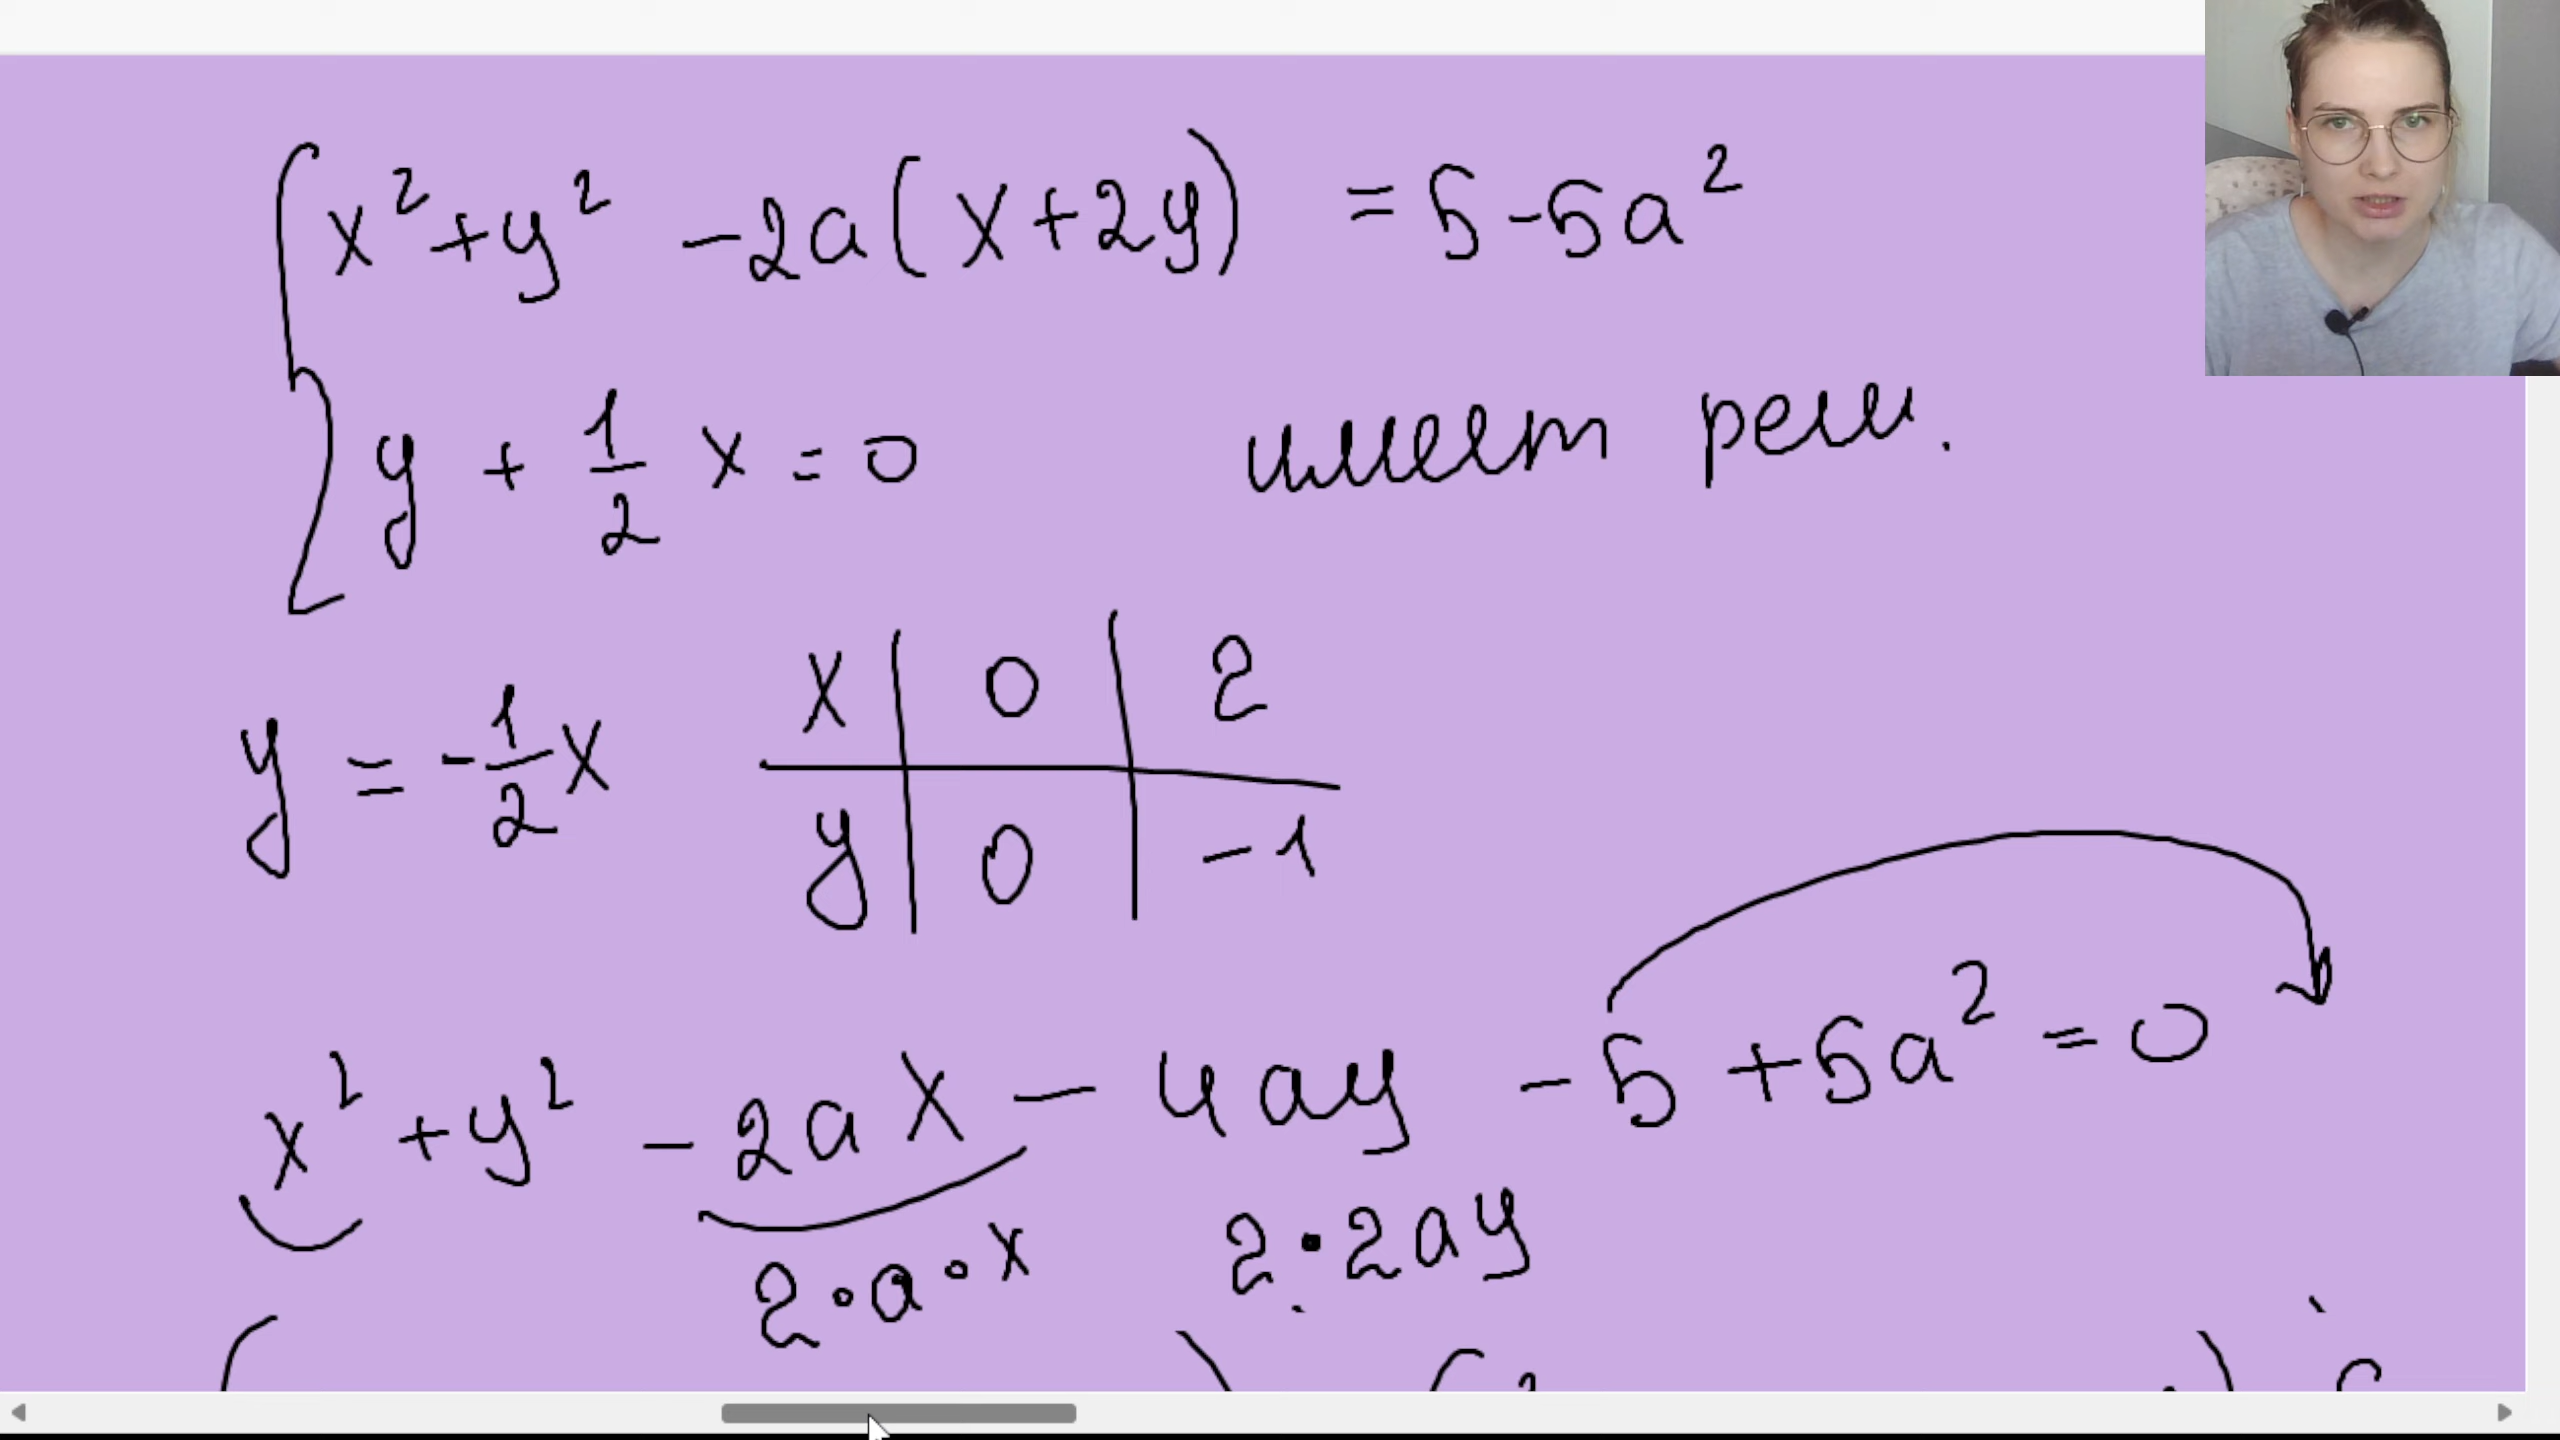 x² + y² - 2a(x + 2y) = 5 - 5a²
y + 1/2 x = 0 имеет реш.
y = -1/2 x
x | 0 | 2
y | 0 | -1
x² + y² - 2ax - 4ay - 5 + 5a² = 0
2·a·x 2·2ay